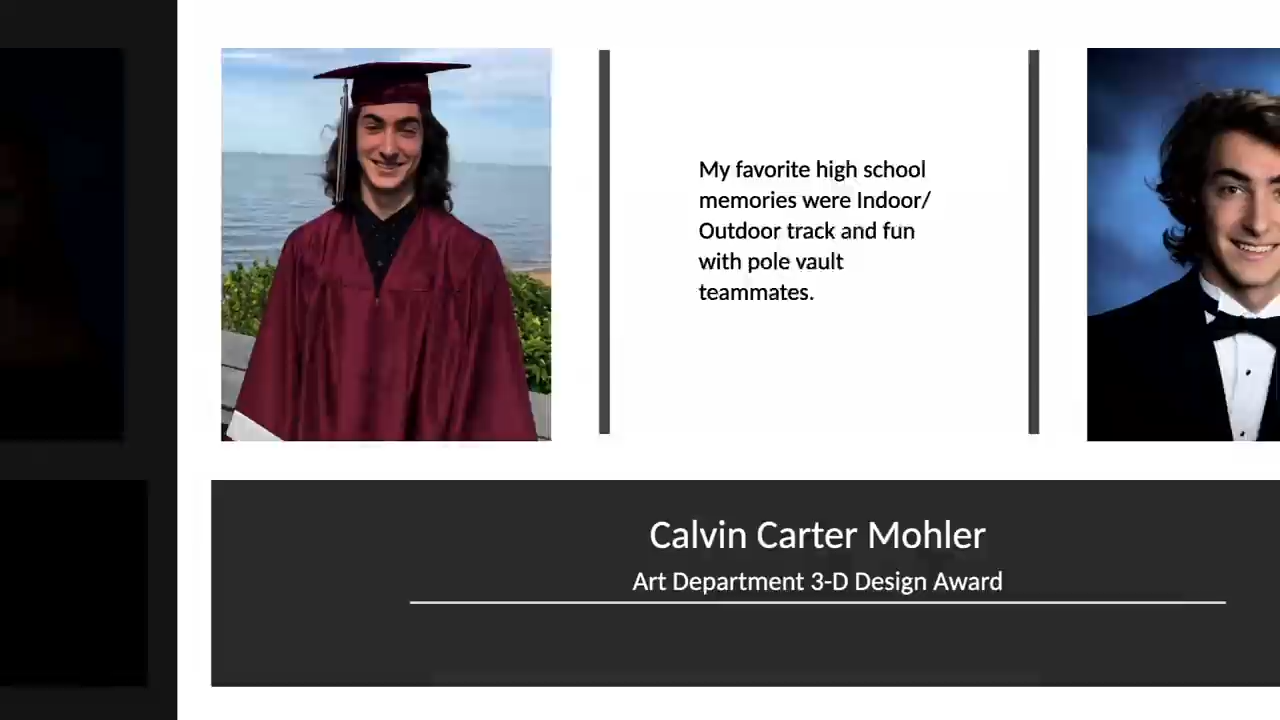 My favorite high school
memories were Indoor/
Outdoor track and fun
with pole vault
teammates.
Calvin Carter Mohler
Art Department 3-D Design Award